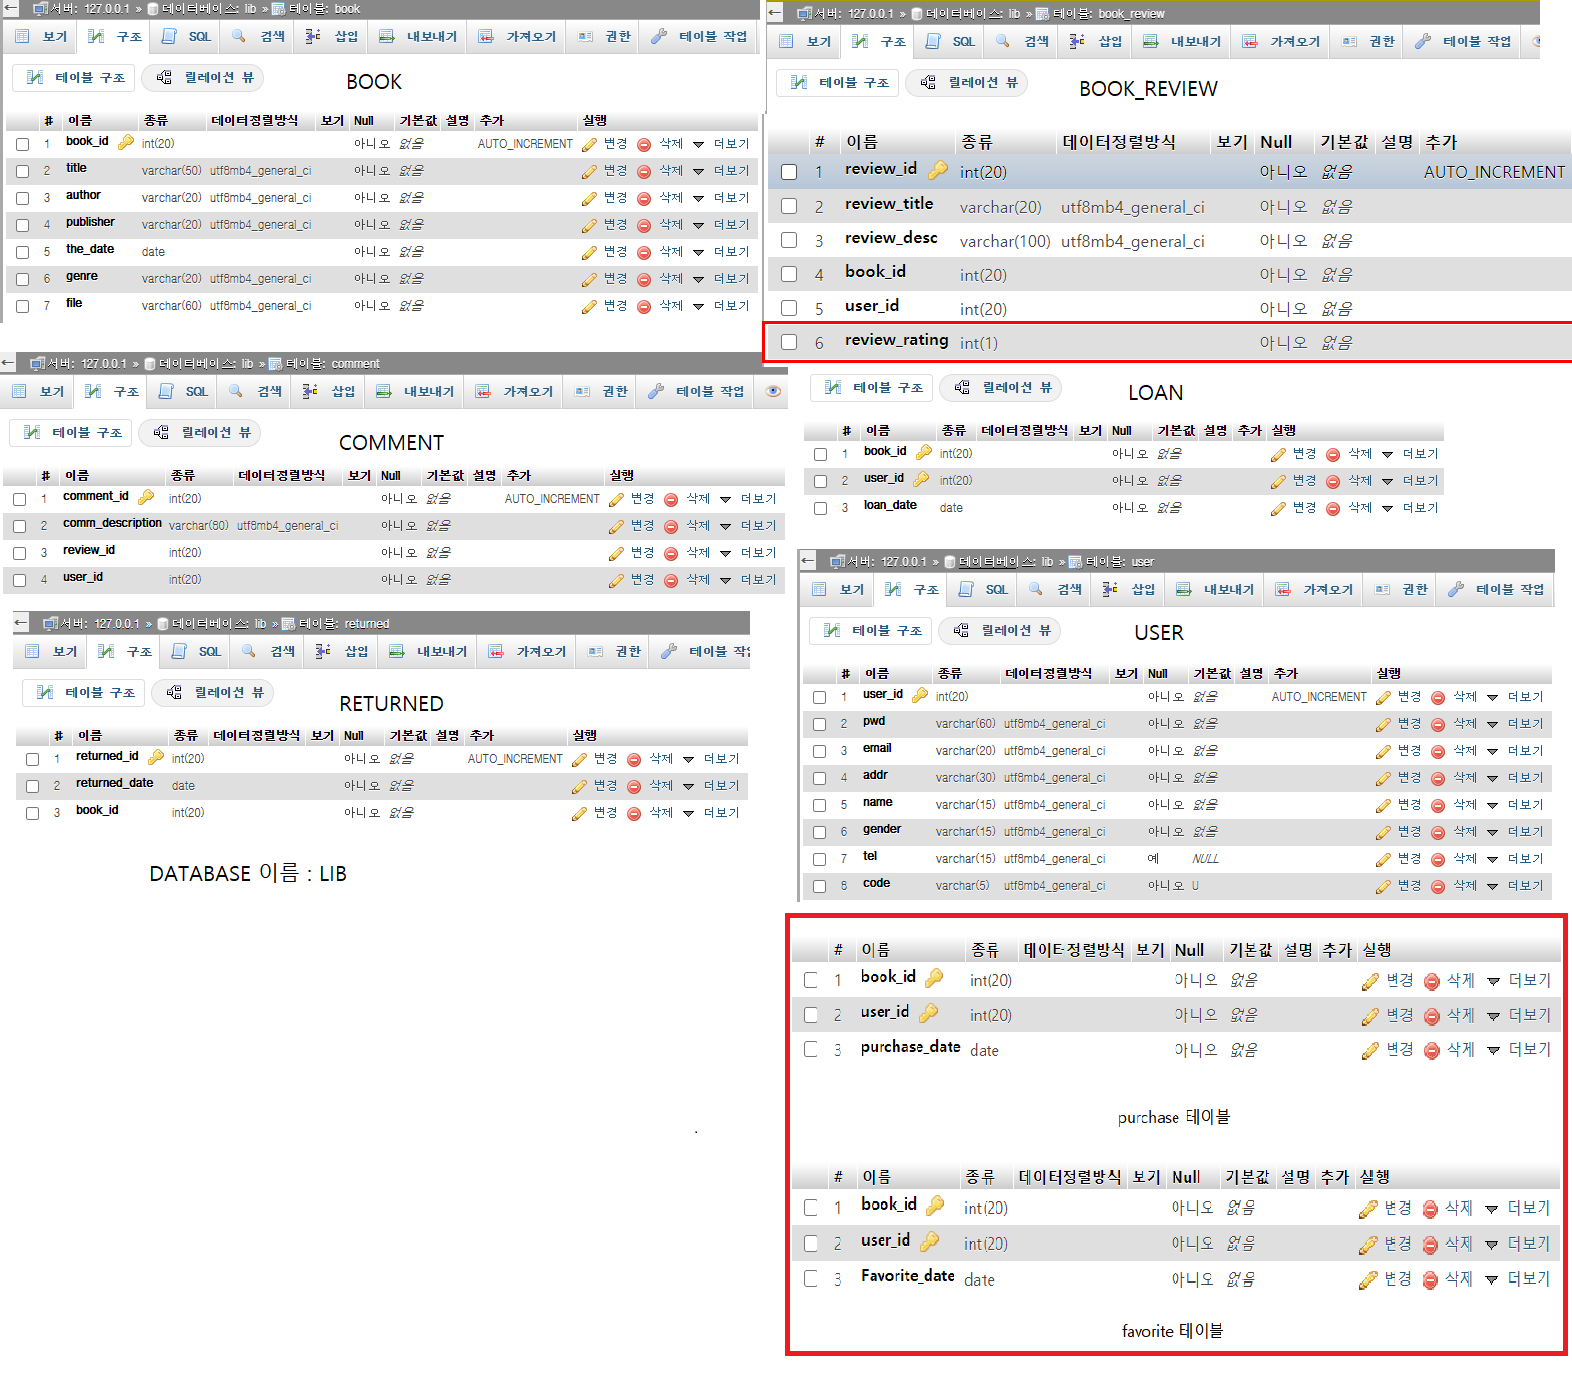 서버: 127.0.0.1 » 데이터베이스: lib » 테이블: book
보기 구조 SQL 검색 삽입 내보내기 가져오기 권한 테이블 작업
테이블 구조 릴레이션 뷰
BOOK
# 이름 종류 데이터정렬방식 보기 Null 기본값 설명 추가 실행
1 book_id int(20) 아니오 없음 AUTO_INCREMENT 변경 삭제 더보기
2 title varchar(50) utf8mb4_general_ci 아니오 없음 변경 삭제 더보기
3 author varchar(20) utf8mb4_general_ci 아니오 없음 변경 삭제 더보기
4 publisher varchar(20) utf8mb4_general_ci 아니오 없음 변경 삭제 더보기
5 the_date date 아니오 없음 변경 삭제 더보기
6 genre varchar(20) utf8mb4_general_ci 아니오 없음 변경 삭제 더보기
7 file varchar(60) utf8mb4_general_ci 아니오 없음 변경 삭제 더보기
서버: 127.0.0.1 » 데이터베이스: lib » 테이블: book_review
보기 구조 SQL 검색 삽입 내보내기 가져오기 권한 테이블 작업
테이블 구조 릴레이션 뷰
BOOK_REVIEW
# 이름 종류 데이터정렬방식 보기 Null 기본값 설명 추가
1 review_id int(20) 아니오 없음 AUTO_INCREMENT
2 review_title varchar(20) utf8mb4_general_ci 아니오 없음
3 review_desc varchar(100) utf8mb4_general_ci 아니오 없음
4 book_id int(20) 아니오 없음
5 user_id int(20) 아니오 없음
6 review_rating int(1) 아니오 없음
서버: 127.0.0.1 » 데이터베이스: lib » 테이블: comment
보기 구조 SQL 검색 삽입 내보내기 가져오기 권한 테이블 작업
테이블 구조 릴레이션 뷰
COMMENT
# 이름 종류 데이터정렬방식 보기 Null 기본값 설명 추가 실행
1 comment_id int(20) 아니오 없음 AUTO_INCREMENT 변경 삭제 더보기
2 comm_description varchar(80) utf8mb4_general_ci 아니오 없음 변경 삭제 더보기
3 review_id int(20) 아니오 없음 변경 삭제 더보기
4 user_id int(20) 아니오 없음 변경 삭제 더보기
테이블 구조 릴레이션 뷰
LOAN
# 이름 종류 데이터정렬방식 보기 Null 기본값 설명 추가 실행
1 book_id int(20) 아니오 없음 변경 삭제 더보기
2 user_id int(20) 아니오 없음 변경 삭제 더보기
3 loan_date date 아니오 없음 변경 삭제 더보기
서버: 127.0.0.1 » 데이터베이스: lib » 테이블: returned
보기 구조 SQL 검색 삽입 내보내기 가져오기 권한 테이블 작업
테이블 구조 릴레이션 뷰
RETURNED
# 이름 종류 데이터정렬방식 보기 Null 기본값 설명 추가 실행
1 returned_id int(20) 아니오 없음 AUTO_INCREMENT 변경 삭제 더보기
2 returned_date date 아니오 없음 변경 삭제 더보기
3 book_id int(20) 아니오 없음 변경 삭제 더보기
DATABASE 이름 : LIB
서버: 127.0.0.1 » 데이터베이스: lib » 테이블: user
보기 구조 SQL 검색 삽입 내보내기 가져오기 권한 테이블 작업
테이블 구조 릴레이션 뷰
USER
# 이름 종류 데이터정렬방식 보기 Null 기본값 설명 추가 실행
1 user_id int(20) 아니오 없음 AUTO_INCREMENT 변경 삭제 더보기
2 pwd varchar(60) utf8mb4_general_ci 아니오 없음 변경 삭제 더보기
3 email varchar(20) utf8mb4_general_ci 아니오 없음 변경 삭제 더보기
4 addr varchar(30) utf8mb4_general_ci 아니오 없음 변경 삭제 더보기
5 name varchar(15) utf8mb4_general_ci 아니오 없음 변경 삭제 더보기
6 gender varchar(15) utf8mb4_general_ci 아니오 없음 변경 삭제 더보기
7 tel varchar(15) utf8mb4_general_ci 예 NULL 변경 삭제 더보기
8 code varchar(5) utf8mb4_general_ci 아니오 U 변경 삭제 더보기
# 이름 종류 데이터정렬방식 보기 Null 기본값 설명 추가 실행
1 book_id int(20) 아니오 없음 변경 삭제 더보기
2 user_id int(20) 아니오 없음 변경 삭제 더보기
3 purchase_date date 아니오 없음 변경 삭제 더보기
purchase 테이블
# 이름 종류 데이터정렬방식 보기 Null 기본값 설명 추가 실행
1 book_id int(20) 아니오 없음 변경 삭제 더보기
2 user_id int(20) 아니오 없음 변경 삭제 더보기
3 Favorite_date date 아니오 없음 변경 삭제 더보기
favorite 테이블